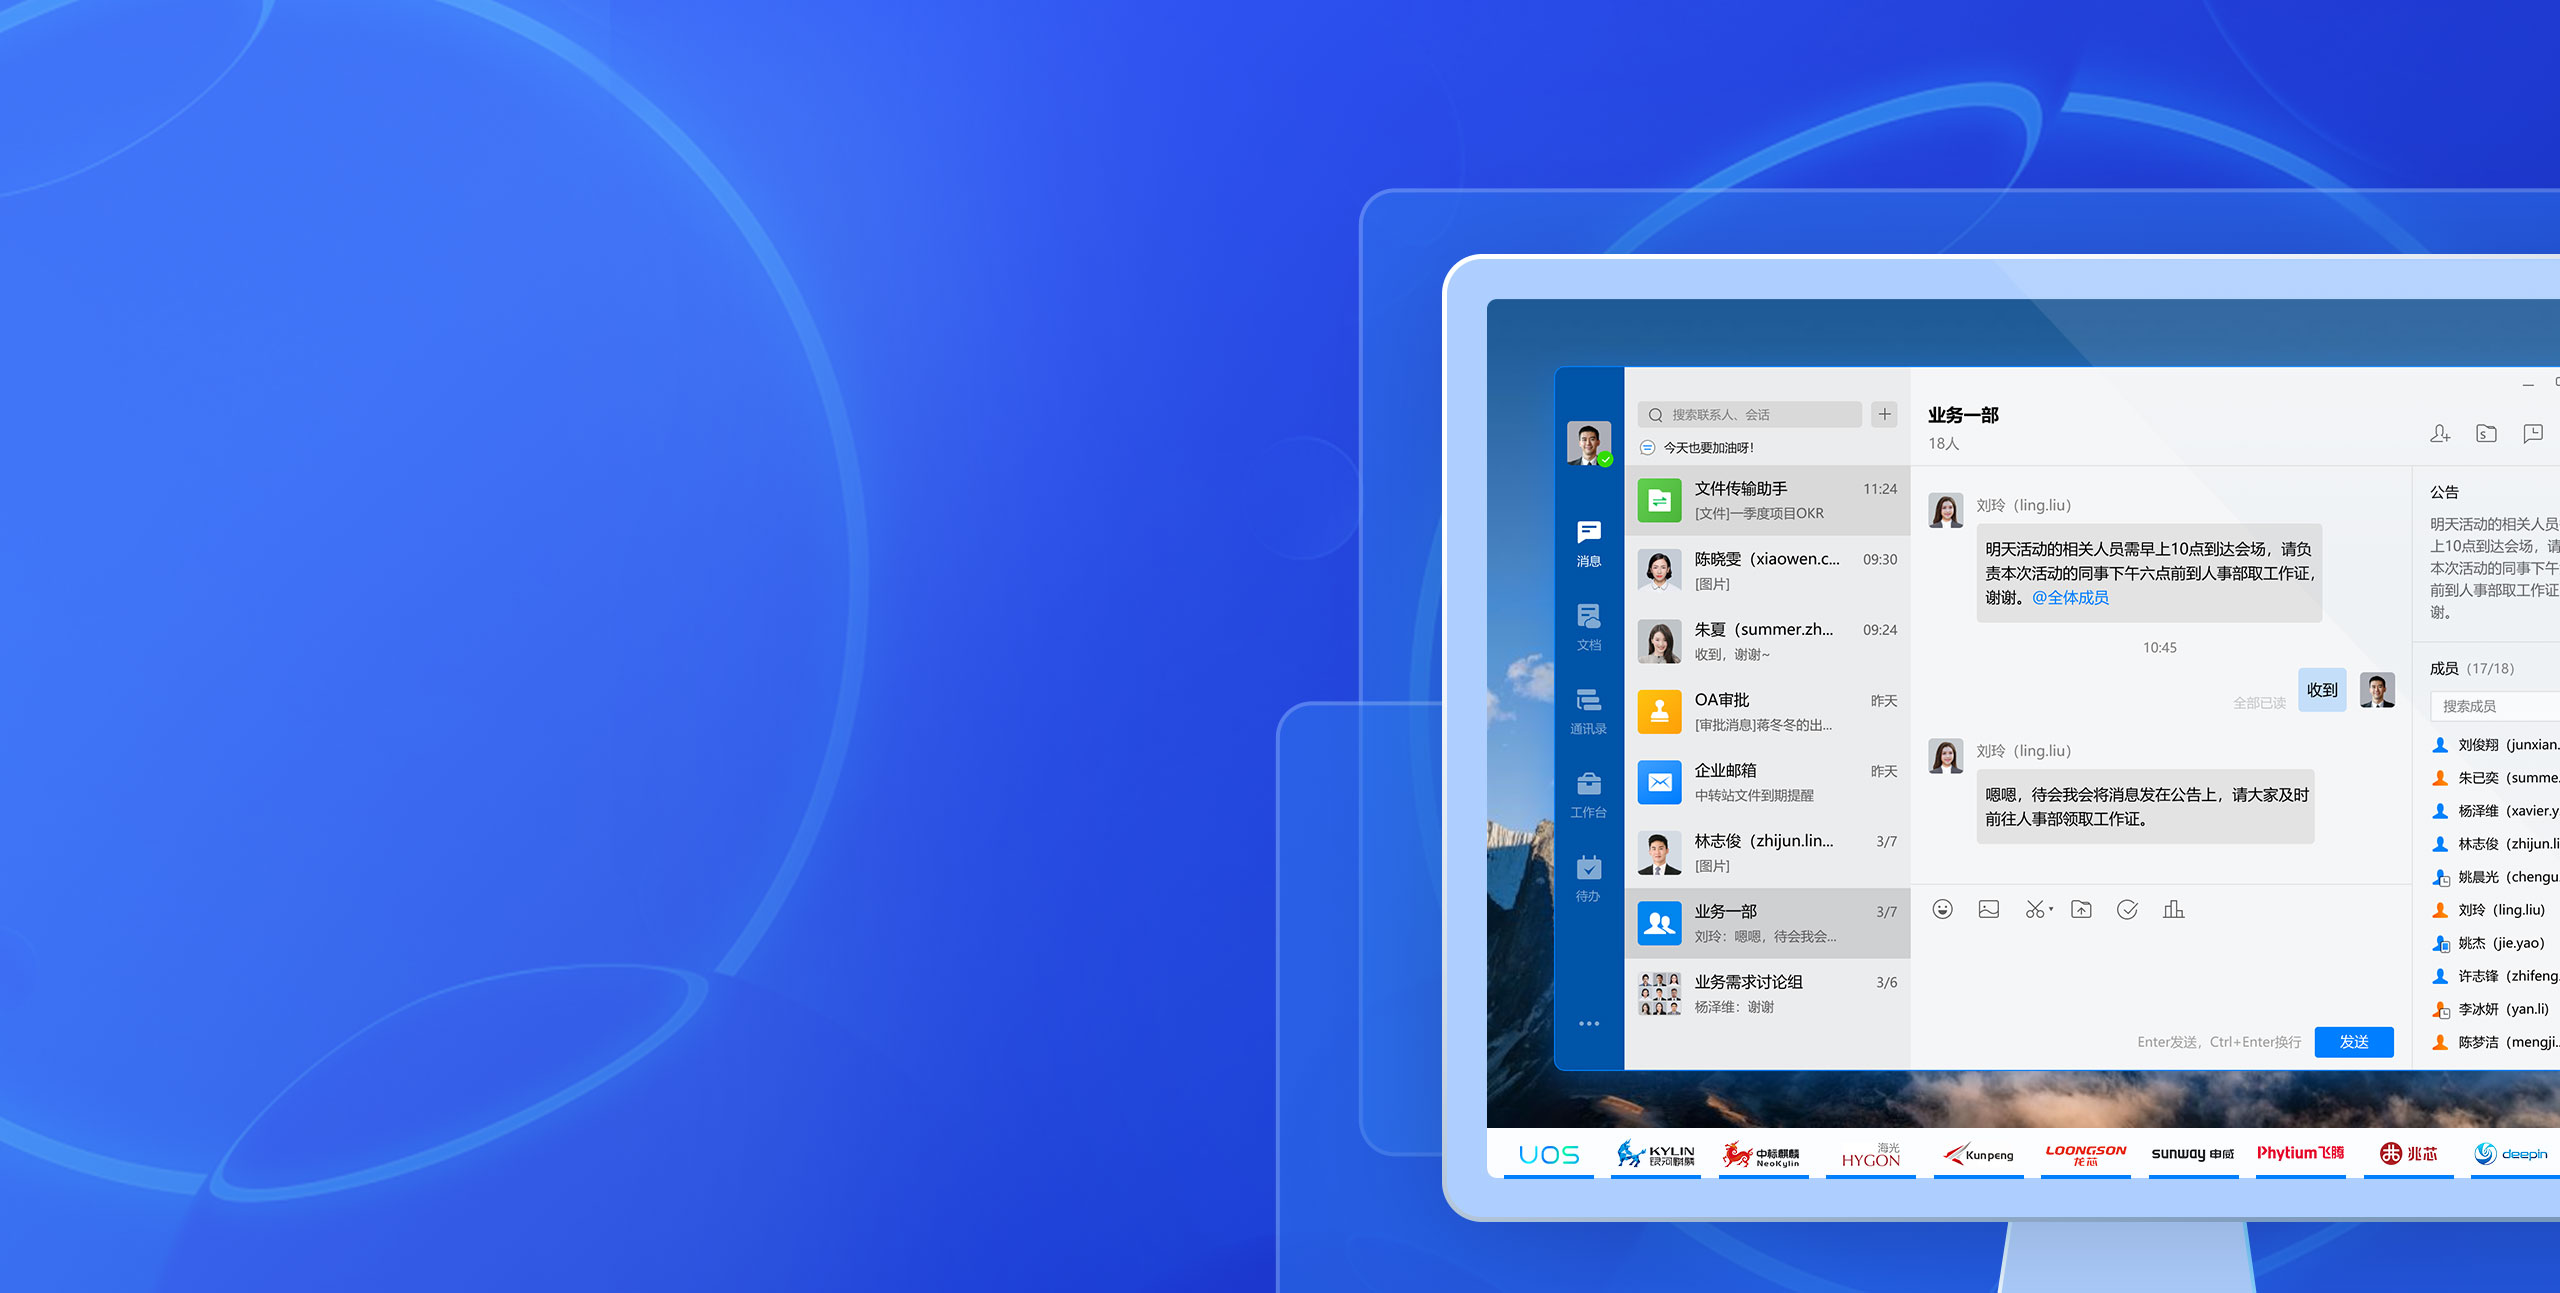 消息
文档
通讯录
工作台
待办
搜索联系人、会话
今天也要加油呀!
文件传输助手 11:24
[文件]一季度项目OKR
陈晓雯（xiaowen.c... 09:30
[图片]
朱夏（summer.zh... 09:24
收到，谢谢~
OA审批 昨天
[审批消息]蒋冬冬的出...
企业邮箱 昨天
中转站文件到期提醒
林志俊（zhijun.lin... 3/7
[图片]
业务一部 3/7
刘玲：嗯嗯，待会我会...
业务需求讨论组 3/6
杨泽维：谢谢
业务一部
18人
刘玲（ling.liu）
明天活动的相关人员需早上10点到达会场，请负
责本次活动的同事下午六点前到人事部取工作证，
谢谢。@全体成员
10:45
全部已读 收到
刘玲（ling.liu）
嗯嗯，待会我会将消息发在公告上，请大家及时
前往人事部领取工作证。
Enter发送，Ctrl+Enter换行 发送
公告
明天活动的相关人员
上10点到达会场，请
本次活动的同事下午
前到人事部取工作证
谢。
成员（17/18）
搜索成员
刘俊翔（junxian.
朱已奕（summe.
杨泽维（xavier.y
林志俊（zhijun.li
姚晨光（chengu.
刘玲（ling.liu）
姚杰（jie.yao）
许志锋（zhifeng.
李冰妍（yan.li）
陈梦洁（mengji..
UOS
KYLIN
银河麒麟
中标麒麟
NeoKylin
海光
HYGON
Kunpeng
LOONGSON
龙芯
sunway 申威
Phytium飞腾
兆芯
deepin